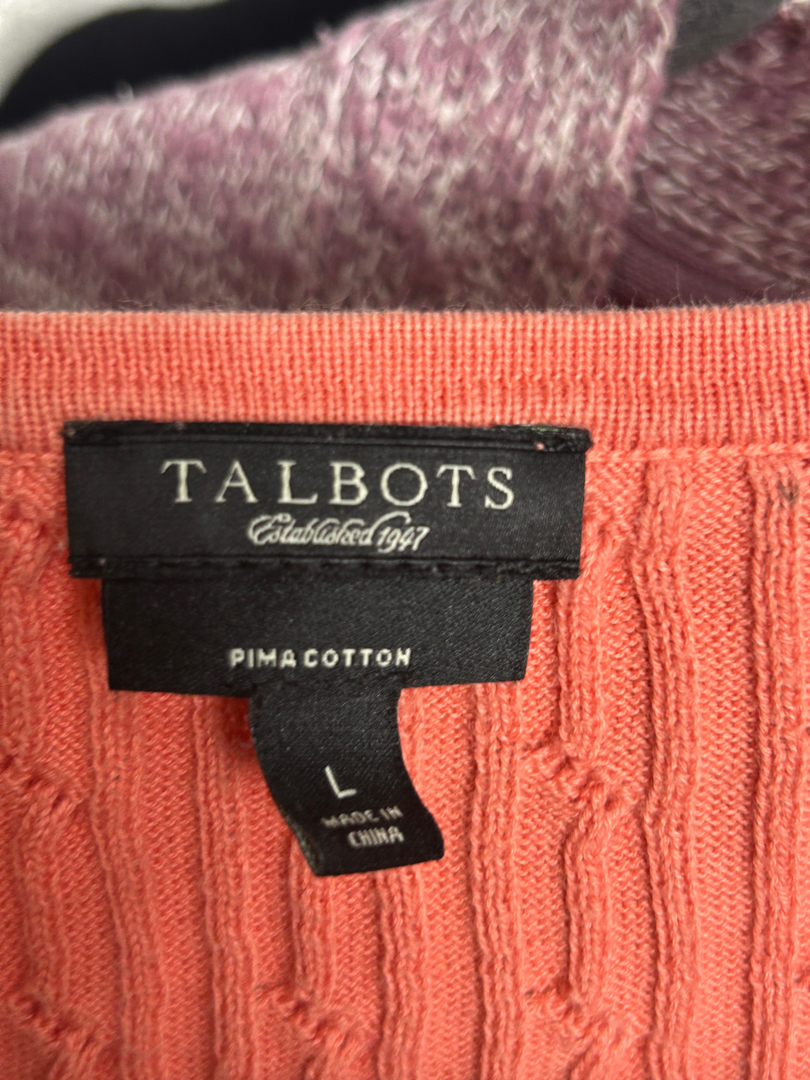 TALBOTS
Established 1947
PIMA COTTON
L
MADE IN
CHINA